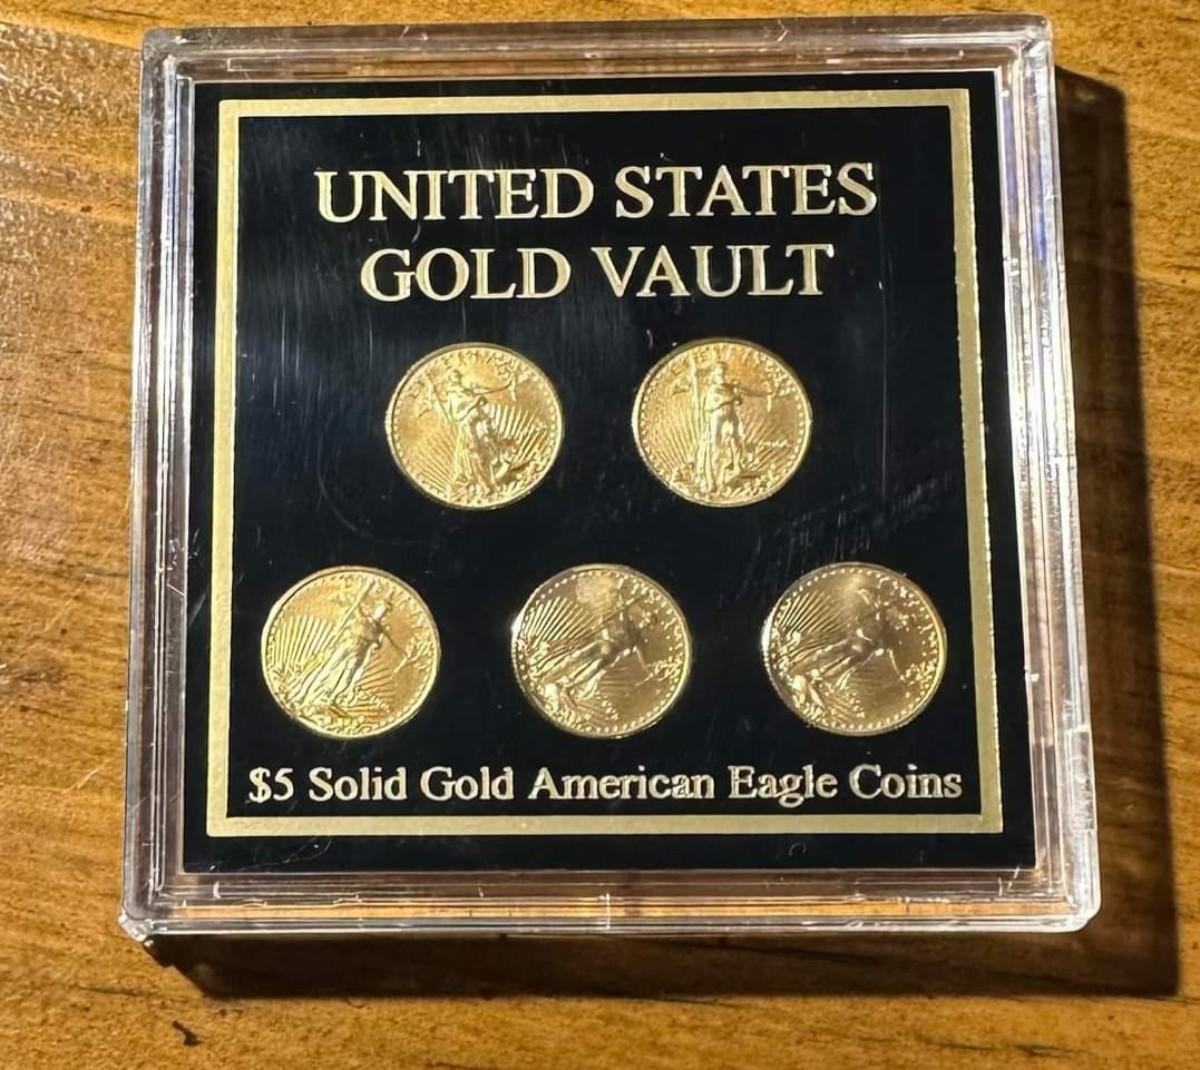 UNITED STATES
GOLD VAULT
$5 Solid Gold American Eagle Coins